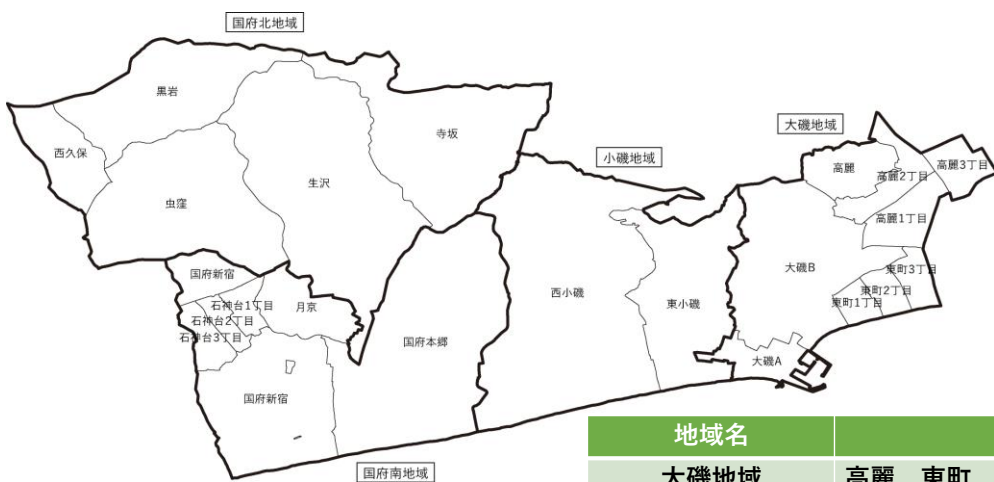 国府北地域
黒岩
西久保
寺坂
生沢
虫窪
大磯地域
小磯地域
高麗
高麗2丁目
高麗3丁目
高麗1丁目
国府新宿
石神台1丁目
石神台2丁目
石神台3丁目
月京
国府本郷
西小磯
東小磯
大磯B
東町3丁目
東町2丁目
東町1丁目
大磯A
国府新宿
国府南地域
地域名
大磯地域 高麗 東町